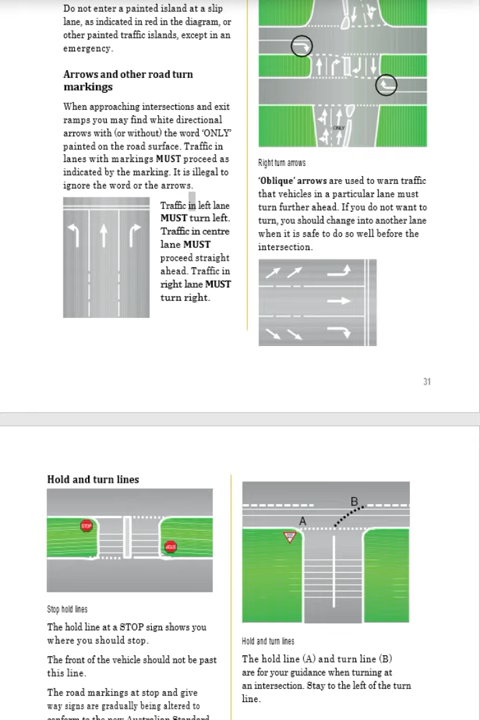 Do not enter a painted island at a slip
lane, as indicated in red in the diagram, or
other painted traffic islands, except in an
emergency.
Arrows and other road turn
markings
When approaching intersections and exit
ramps you may find white directional
arrows with (or without) the word ‘ONLY’
painted on the road surface. Traffic in
lanes with markings MUST proceed as
indicated by the marking. It is illegal to
ignore the word or the arrows.
Traffic in left lane
MUST turn left.
Traffic in centre
lane MUST
proceed straight
ahead. Traffic in
right lane MUST
turn right.
ONLY
Right turn arrows
‘Oblique’ arrows are used to warn traffic
that vehicles in a particular lane must
turn further ahead. If you do not want to
turn, you should change into another lane
when it is safe to do so well before the
intersection.
31
Hold and turn lines
STOP
Stop hold lines
The hold line at a STOP sign shows you
where you should stop.
The front of the vehicle should not be past
this line.
The road markings at stop and give
way signs are gradually being altered to
conform to the new Australian Standard
A
B
Hold and turn lines
The hold line (A) and turn line (B)
are for your guidance when turning at
an intersection. Stay to the left of the turn
line.